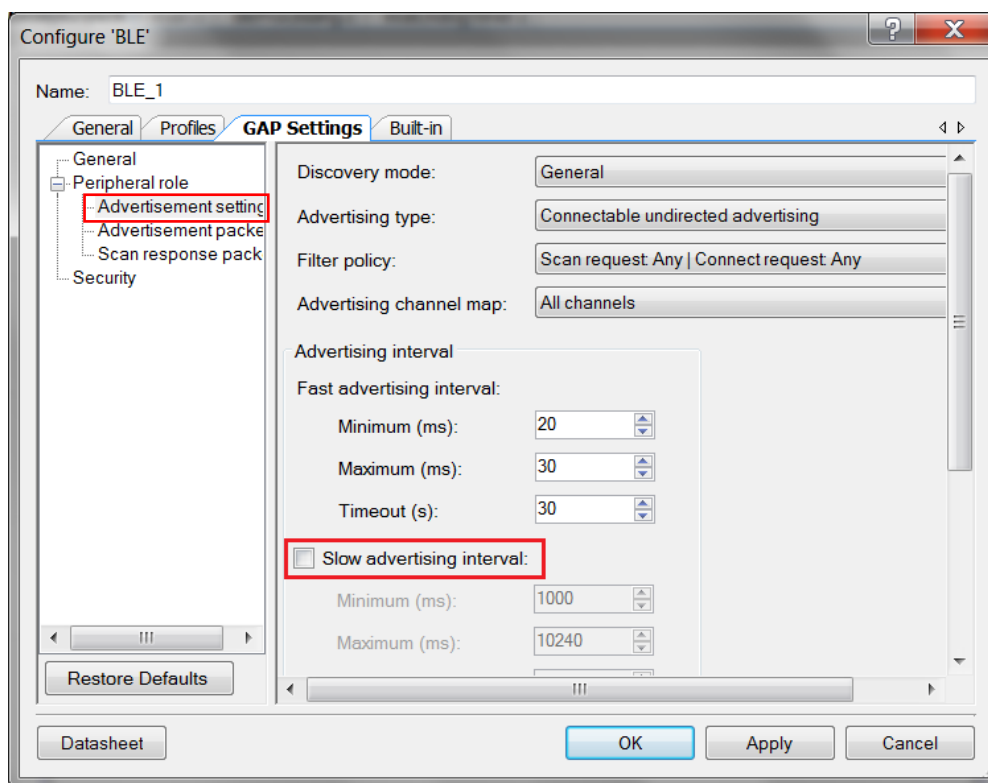 Configure 'BLE'
Name: BLE_1
General Profiles GAP Settings Built-in
General
Peripheral role
Advertisement setting
Advertisement packe
Scan response pack
Security
Restore Defaults
Discovery mode: General
Advertising type: Connectable undirected advertising
Filter policy: Scan request: Any | Connect request: Any
Advertising channel map: All channels
Advertising interval
Fast advertising interval:
Minimum (ms): 20
Maximum (ms): 30
Timeout (s): 30
Slow advertising interval:
Minimum (ms): 1000
Maximum (ms): 10240
Datasheet OK Apply Cancel